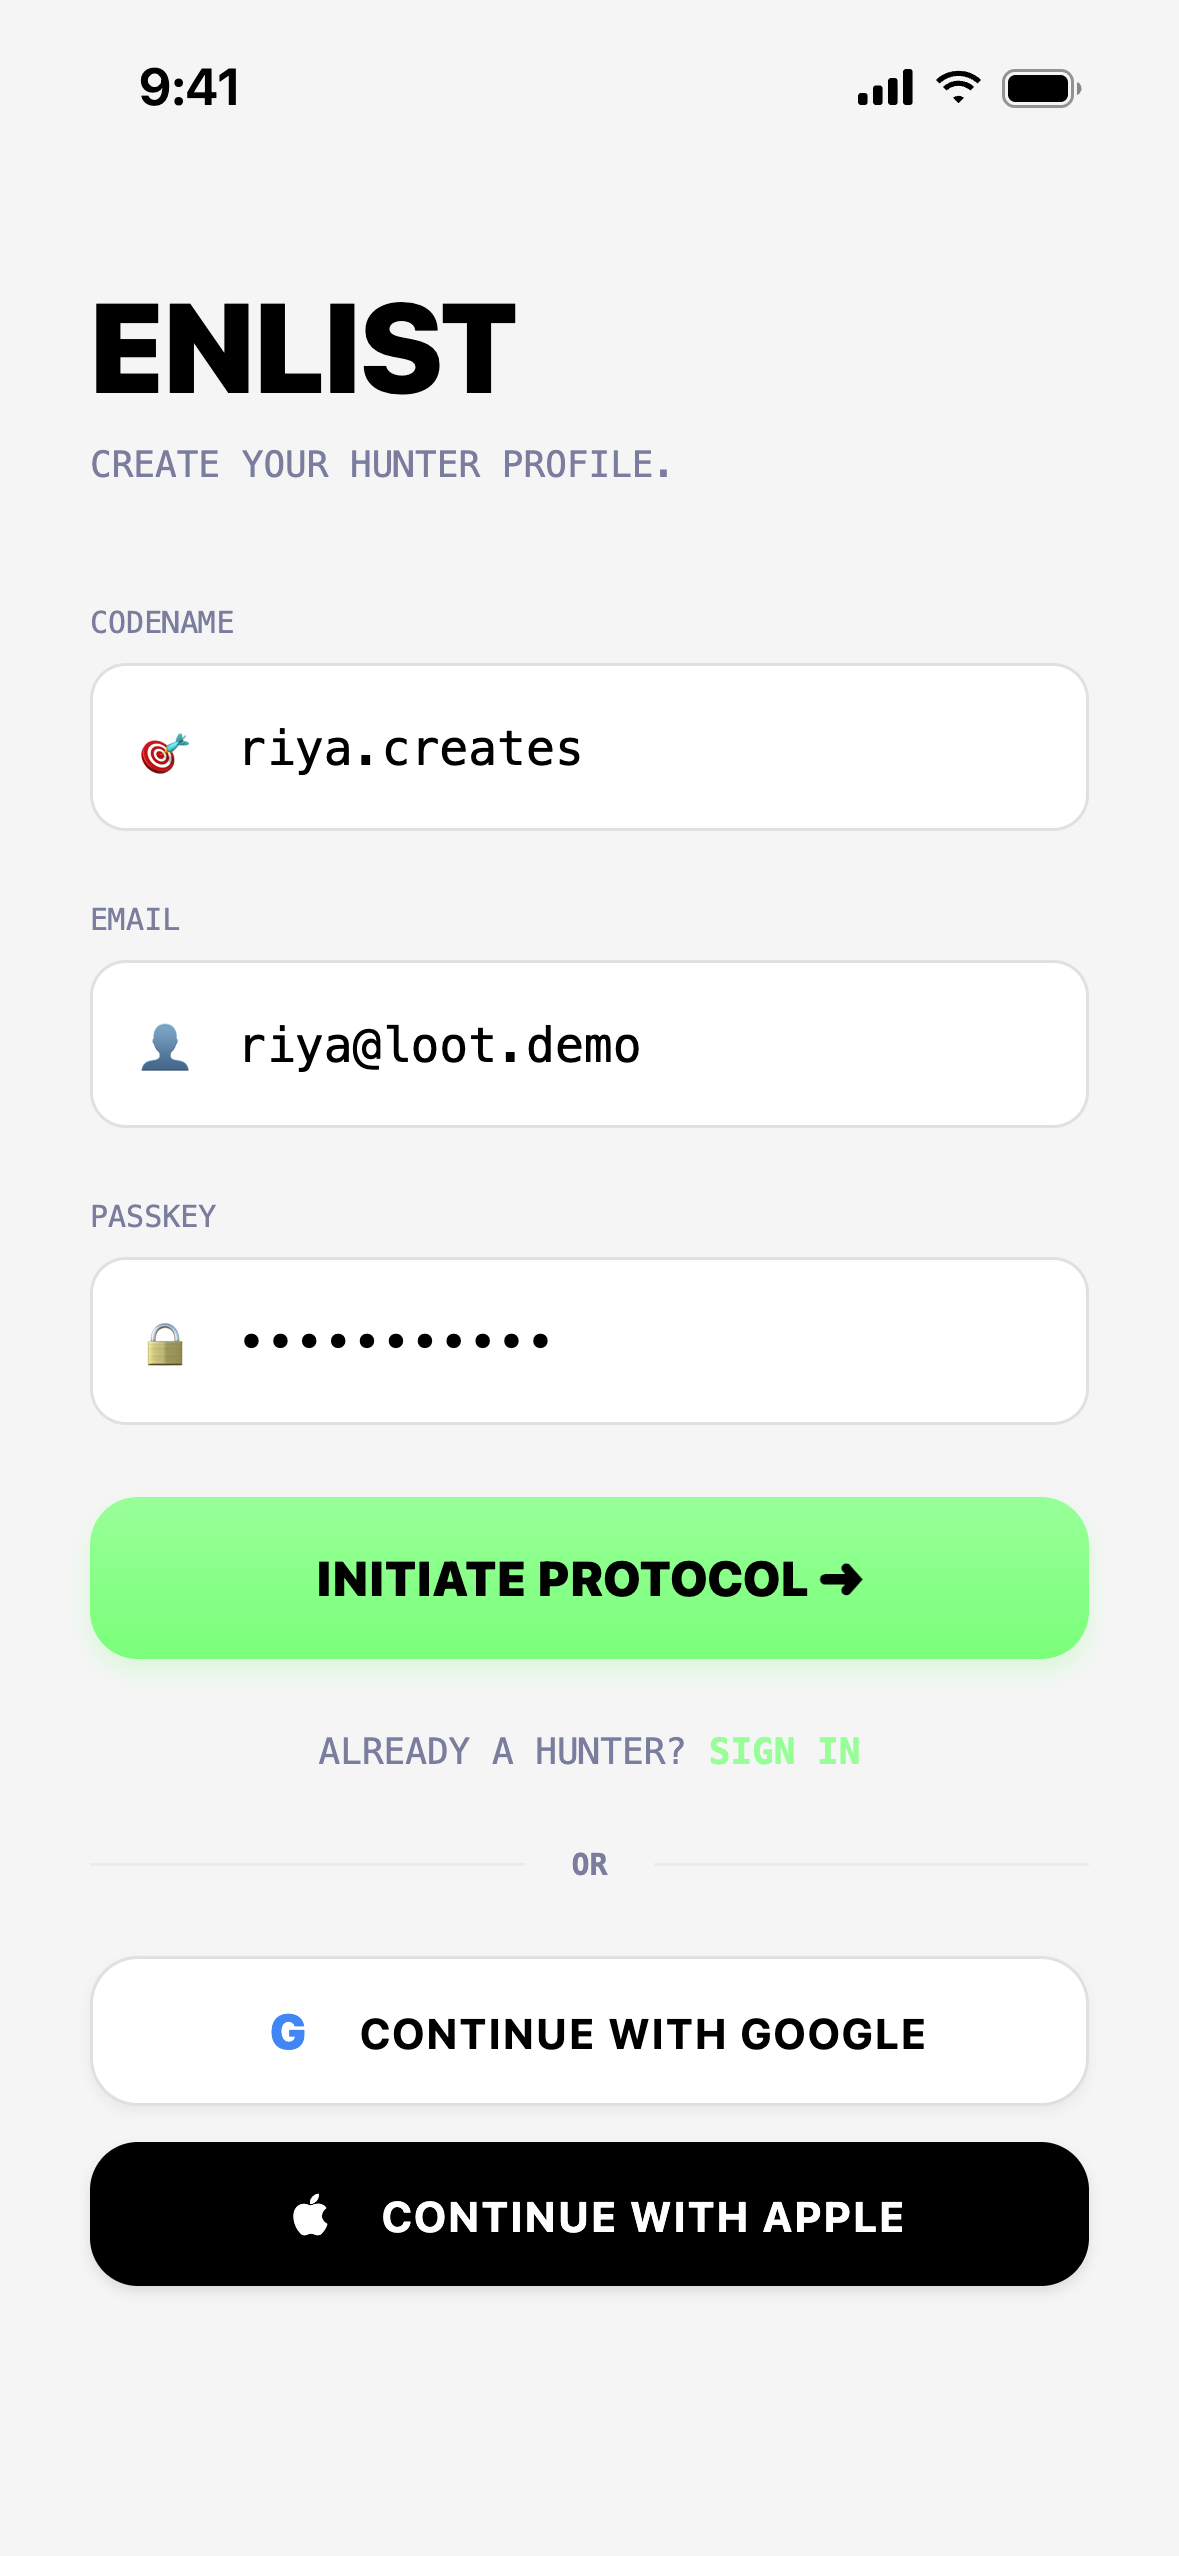 9:41
ENLIST
CREATE YOUR HUNTER PROFILE.
CODENAME
riya.creates
EMAIL
riya@loot.demo
PASSKEY
•••••••••••
INITIATE PROTOCOL ➜
ALREADY A HUNTER? SIGN IN
OR
G CONTINUE WITH GOOGLE
CONTINUE WITH APPLE